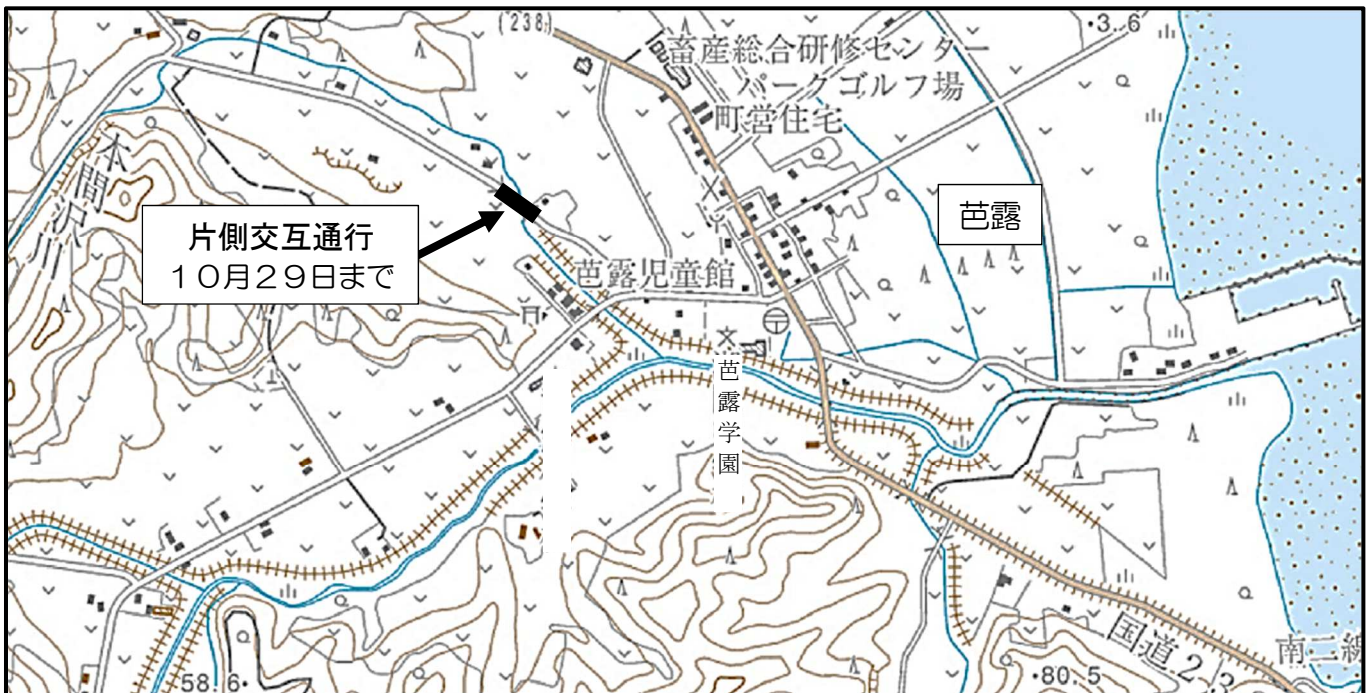 (238)
畜産総合研修センター
・3.6
パークゴルフ場
町営住宅
本間沢川
片側交互通行
10月29日まで
芭露
芭露児童館
芭露学園
国道2
南二線
58.6・
・80.5